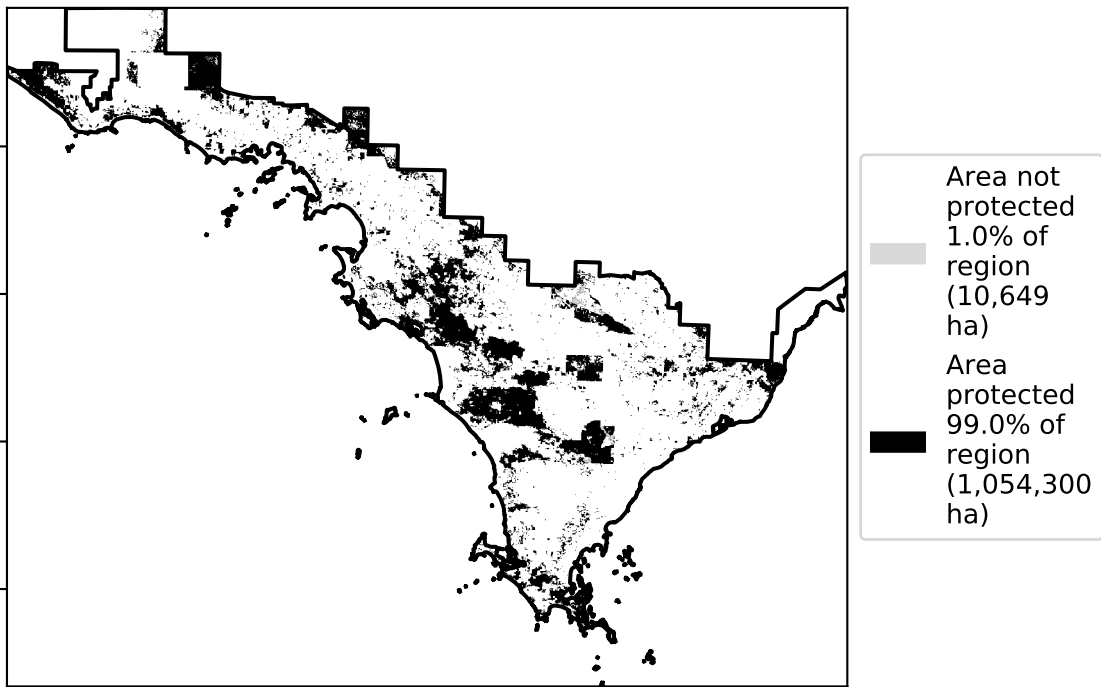 Area not
protected
1.0% of
region
(10,649
ha)
Area
protected
99.0% of
region
(1,054,300
ha)